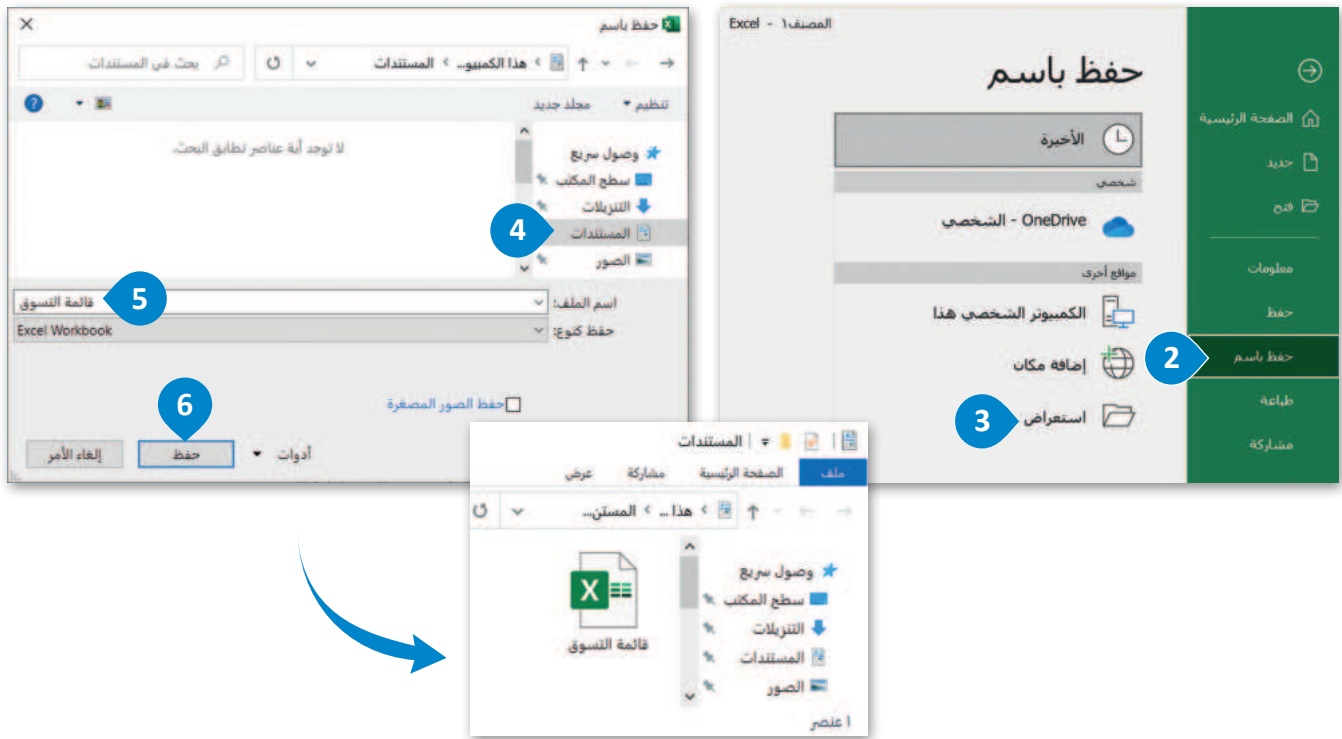 المصنف١ - Excel
حفظ باسم
الصفحة الرئيسية
جديد
فتح
معلومات
حفظ
2
حفظ باسم
طباعة
مشاركة
الأخيرة
شخصي
OneDrive - الشخصي
مواقع أخرى
الكمبيوتر الشخصي هذا
إضافة مكان
3
استعراض
حفظ باسم
هذا الكمبيو... › المستندات
بحث في المستندات
تنظيم
مجلد جديد
وصول سريع
سطح المكتب
التنزيلات
4
المستندات
الصور
لا توجد أية عناصر تطابق البحث.
اسم الملف:
قائمة التسوق
5
حفظ كنوع:
Excel Workbook
حفظ الصور المصغرة
6
أدوات
حفظ
إلغاء الأمر
المستندات
ملف الصفحة الرئيسية مشاركة عرض
هذا ... › المستن...
وصول سريع
سطح المكتب
التنزيلات
المستندات
الصور
قائمة التسوق
١ عنصر